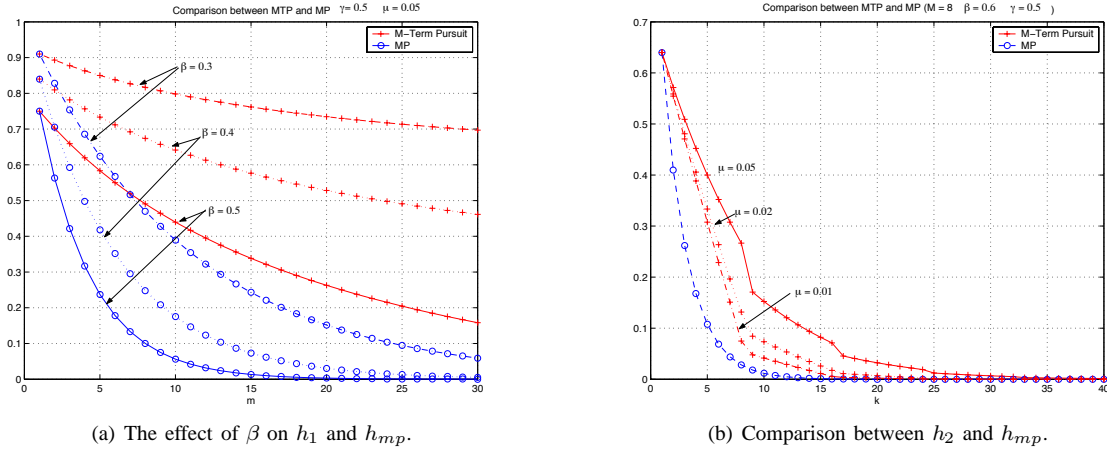 Comparison between MTP and MP γ=0.5 μ = 0.05
M-Term Pursuit
MP
β = 0.3
β = 0.4
β = 0.5
1
0.9
0.8
0.7
0.6
0.5
0.4
0.3
0.2
0.1
0
0 5 10 15 20 25 30
m
(a) The effect of β on h₁ and hₘₚ.
Comparison between MTP and MP (M = 8 β = 0.6 γ = 0.5 )
M-Term Pursuit
MP
μ = 0.05
μ = 0.02
μ = 0.01
0.7
0.6
0.5
0.4
0.3
0.2
0.1
0
0 5 10 15 20 25 30 35 40
k
(b) Comparison between h₂ and hₘₚ.